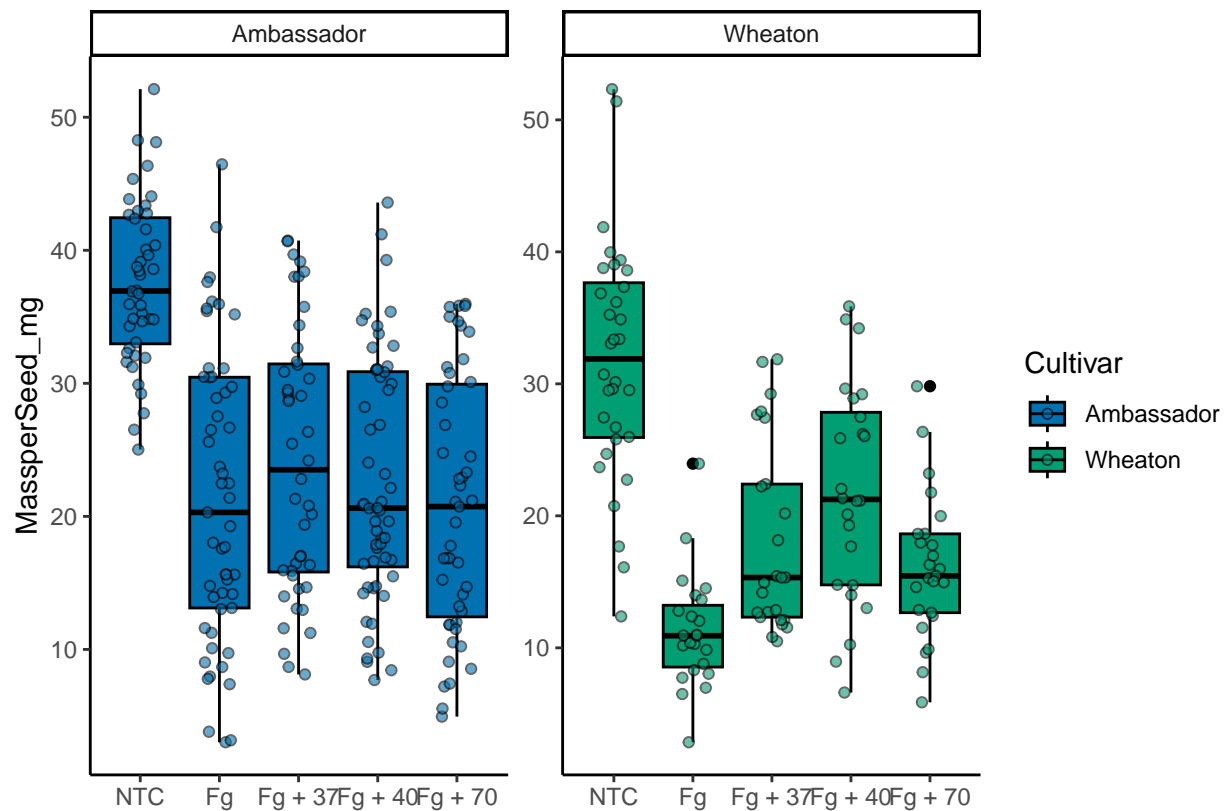 Ambassador
Wheaton
MassperSeed_mg
50
40
30
20
10
50
40
30
20
10
NTC Fg Fg + 37 Fg + 40 Fg + 70
NTC Fg Fg + 37 Fg + 40 Fg + 70
Cultivar
Ambassador
Wheaton